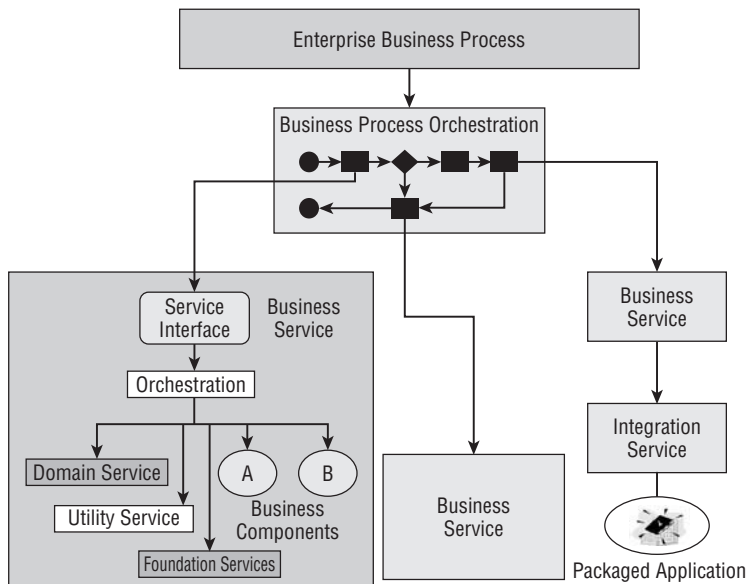 Enterprise Business Process
Business Process Orchestration
Service
Interface
Business
Service
Orchestration
Domain Service
Utility Service
Foundation Services
A
B
Business
Components
Business
Service
Business
Service
Integration
Service
Packaged Application